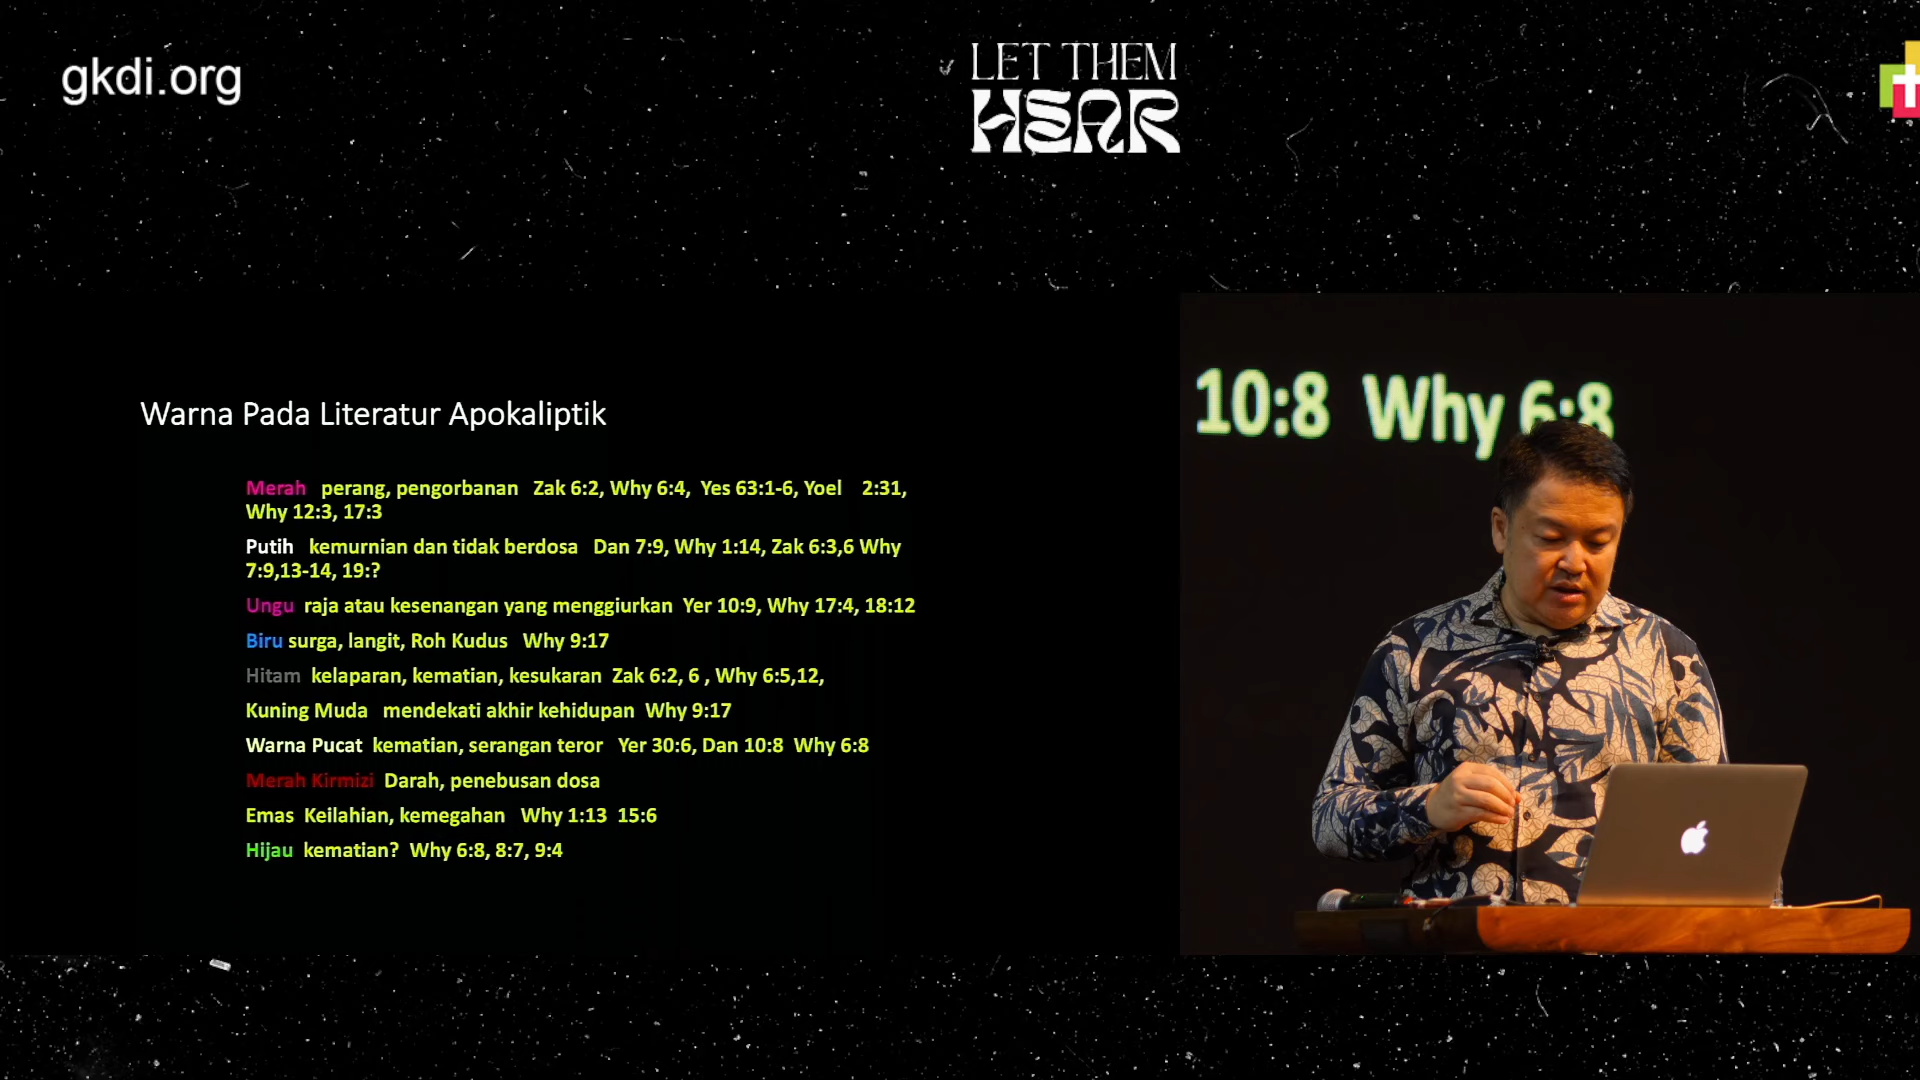 gkdi.org
LET THEM
HEAR
Warna Pada Literatur Apokaliptik
Merah perang, pengorbanan Zak 6:2, Why 6:4, Yes 63:1-6, Yoel 2:31,
Why 12:3, 17:3
Putih kemurnian dan tidak berdosa Dan 7:9, Why 1:14, Zak 6:3,6 Why
7:9,13-14, 19:?
Ungu raja atau kesenangan yang menggiurkan Yer 10:9, Why 17:4, 18:12
Biru surga, langit, Roh Kudus Why 9:17
Hitam kelaparan, kematian, kesukaran Zak 6:2, 6 , Why 6:5,12,
Kuning Muda mendekati akhir kehidupan Why 9:17
Warna Pucat kematian, serangan teror Yer 30:6, Dan 10:8 Why 6:8
Merah Kirmizi Darah, penebusan dosa
Emas Keilahian, kemegahan Why 1:13 15:6
Hijau kematian? Why 6:8, 8:7, 9:4
10:8 Why 6:8